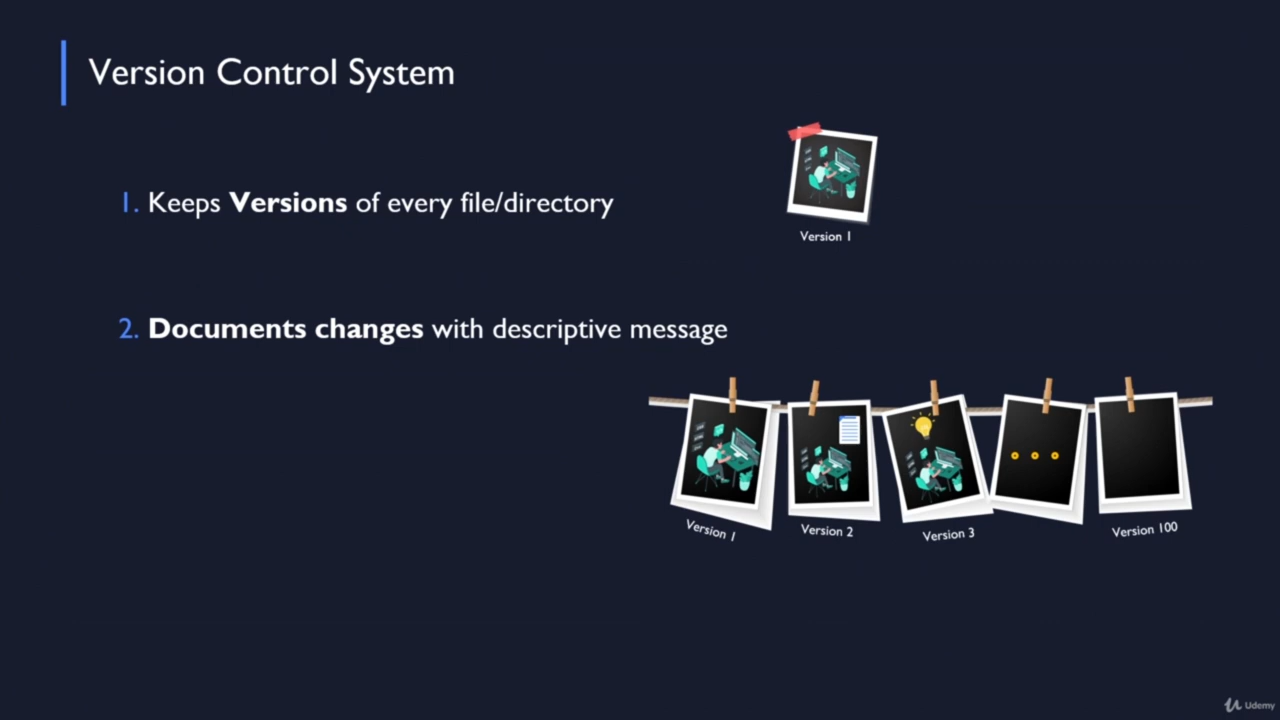 Version Control System
1. Keeps Versions of every file/directory
Version 1
2. Documents changes with descriptive message
Version 1
Version 2
Version 3
Version 100
Udemy